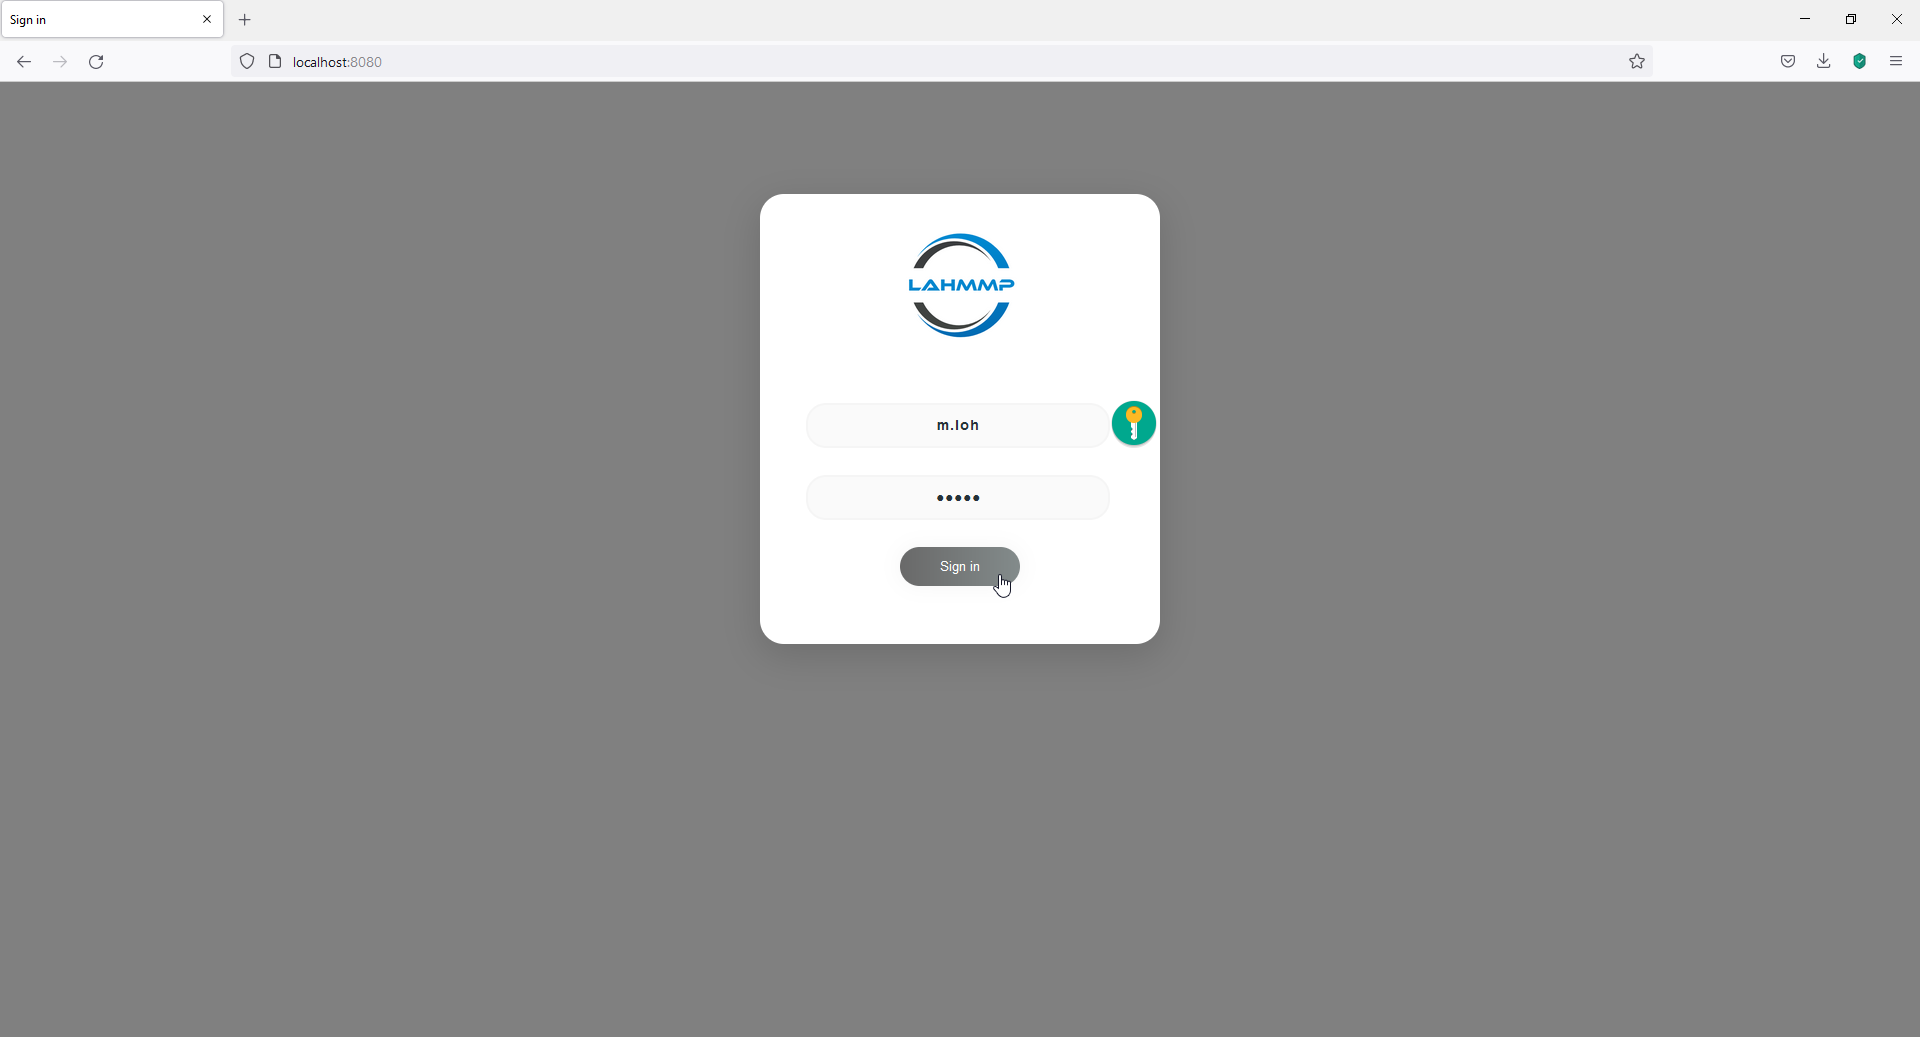 Sign in
localhost:8080
LAHMMP
m.loh
•••••
Sign in